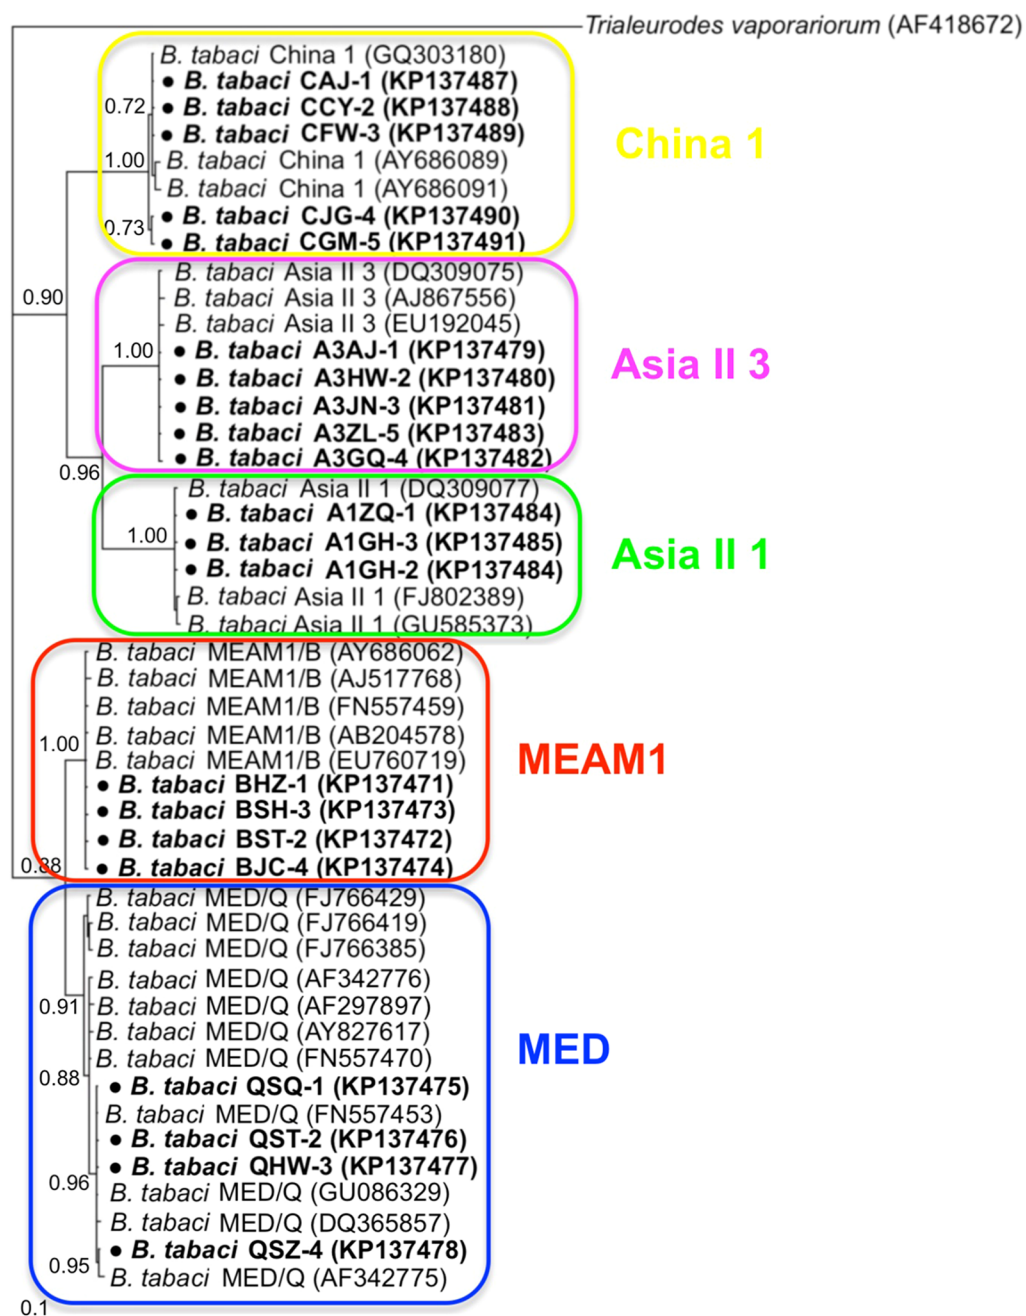 Trialeurodes vaporariorum (AF418672)
B. tabaci China 1 (GQ303180)
B. tabaci CAJ-1 (KP137487)
0.72
B. tabaci CCY-2 (KP137488)
B. tabaci CFW-3 (KP137489)
China 1
1.00
B. tabaci China 1 (AY686089)
B. tabaci China 1 (AY686091)
B. tabaci CJG-4 (KP137490)
0.73
B. tabaci CGM-5 (KP137491)
B. tabaci Asia II 3 (DQ309075)
0.90
B. tabaci Asia II 3 (AJ867556)
B. tabaci Asia II 3 (EU192045)
1.00
B. tabaci A3AJ-1 (KP137479)
Asia II 3
B. tabaci A3HW-2 (KP137480)
B. tabaci A3JN-3 (KP137481)
B. tabaci A3ZL-5 (KP137483)
B. tabaci A3GQ-4 (KP137482)
0.96
B. tabaci Asia II 1 (DQ309077)
B. tabaci A1ZQ-1 (KP137484)
1.00
B. tabaci A1GH-3 (KP137485)
Asia II 1
B. tabaci A1GH-2 (KP137484)
B. tabaci Asia II 1 (FJ802389)
B. tabaci Asia II 1 (GU585373)
B. tabaci MEAM1/B (AY686062)
B. tabaci MEAM1/B (AJ517768)
B. tabaci MEAM1/B (FN557459)
B. tabaci MEAM1/B (AB204578)
1.00
B. tabaci MEAM1/B (EU760719)
MEAM1
B. tabaci BHZ-1 (KP137471)
B. tabaci BSH-3 (KP137473)
B. tabaci BST-2 (KP137472)
B. tabaci BJC-4 (KP137474)
0.88
B. tabaci MED/Q (FJ766429)
B. tabaci MED/Q (FJ766419)
B. tabaci MED/Q (FJ766385)
B. tabaci MED/Q (AF342776)
0.91
B. tabaci MED/Q (AF297897)
B. tabaci MED/Q (AY827617)
MED
B. tabaci MED/Q (FN557470)
0.88
B. tabaci QSQ-1 (KP137475)
B. tabaci MED/Q (FN557453)
B. tabaci QST-2 (KP137476)
B. tabaci QHW-3 (KP137477)
0.96
B. tabaci MED/Q (GU086329)
B. tabaci MED/Q (DQ365857)
B. tabaci QSZ-4 (KP137478)
0.95
B. tabaci MED/Q (AF342775)
0.1